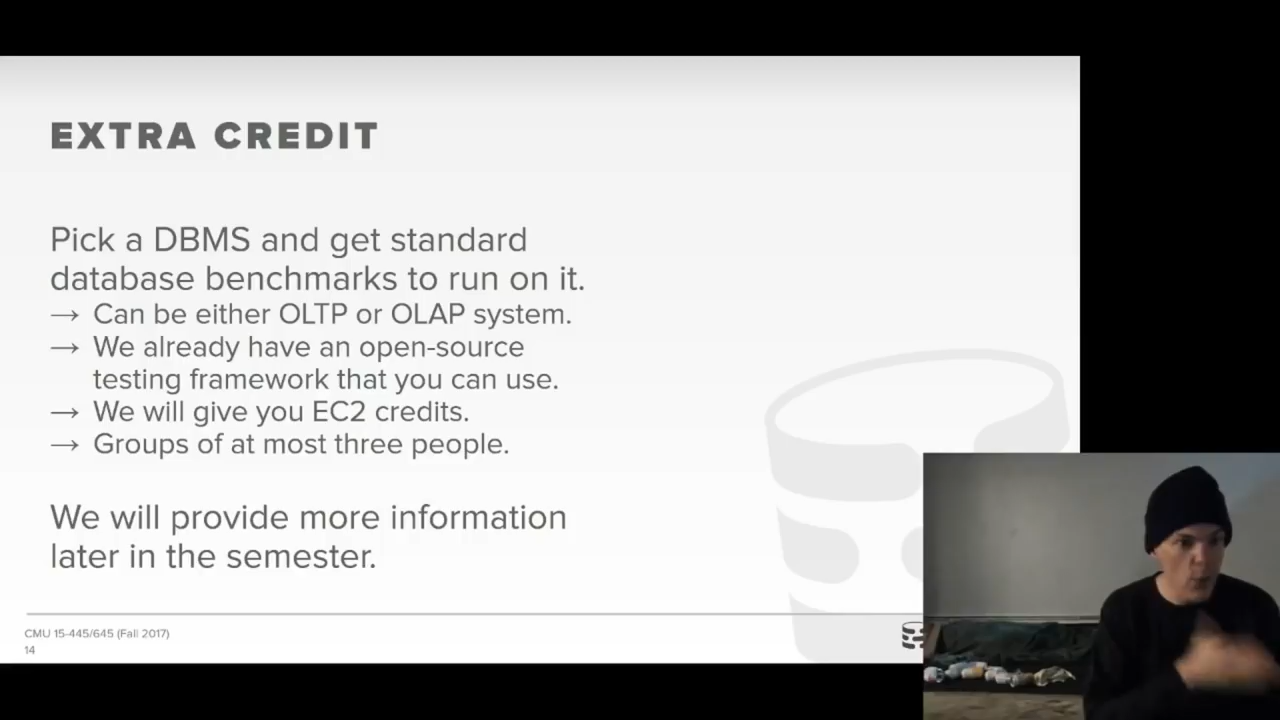 EXTRA CREDIT
Pick a DBMS and get standard
database benchmarks to run on it.
→ Can be either OLTP or OLAP system.
→ We already have an open-source
testing framework that you can use.
→ We will give you EC2 credits.
→ Groups of at most three people.
We will provide more information
later in the semester.
CMU 15-445/645 (Fall 2017)
14